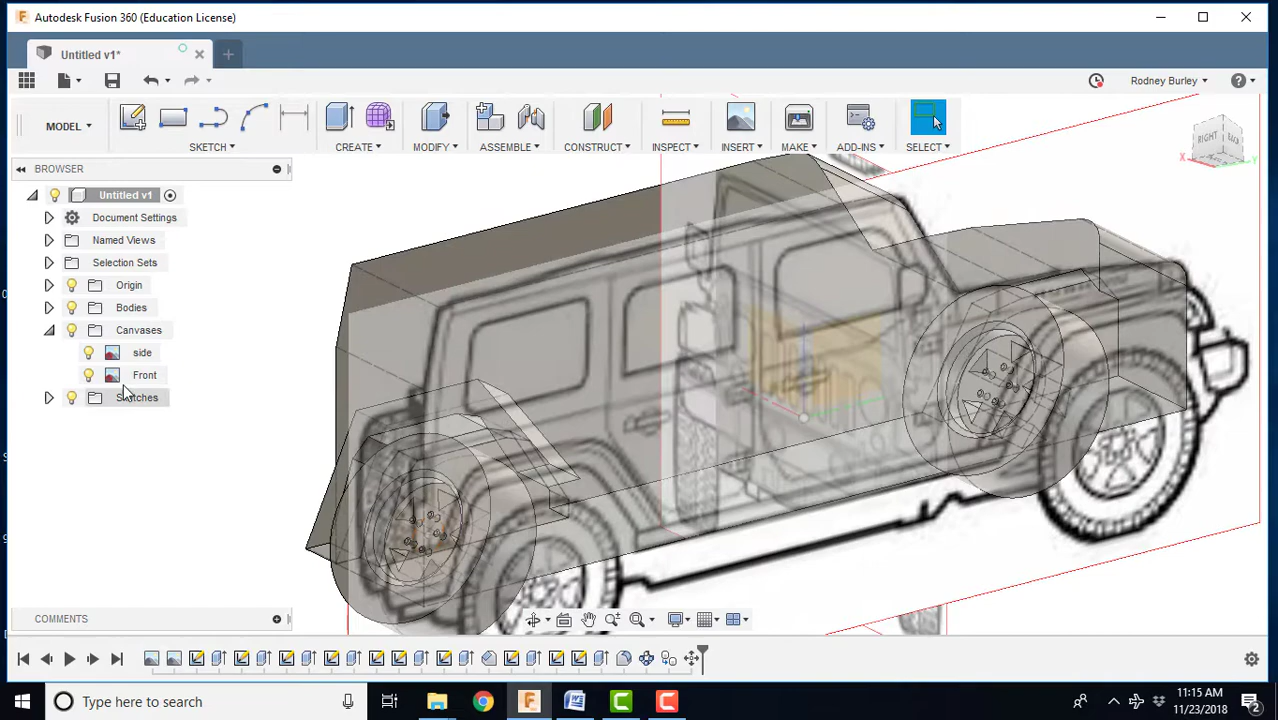 Autodesk Fusion 360 (Education License)
Untitled v1*
Rodney Burley
MODEL
SKETCH
CREATE
MODIFY
ASSEMBLE
CONSTRUCT
INSPECT
INSERT
MAKE
ADD-INS
SELECT
BROWSER
RIGHT
BACK
X
Y
Untitled v1
Document Settings
Named Views
Selection Sets
Origin
Bodies
Canvases
side
Front
Sketches
COMMENTS
Type here to search
11:15 AM
11/23/2018
2